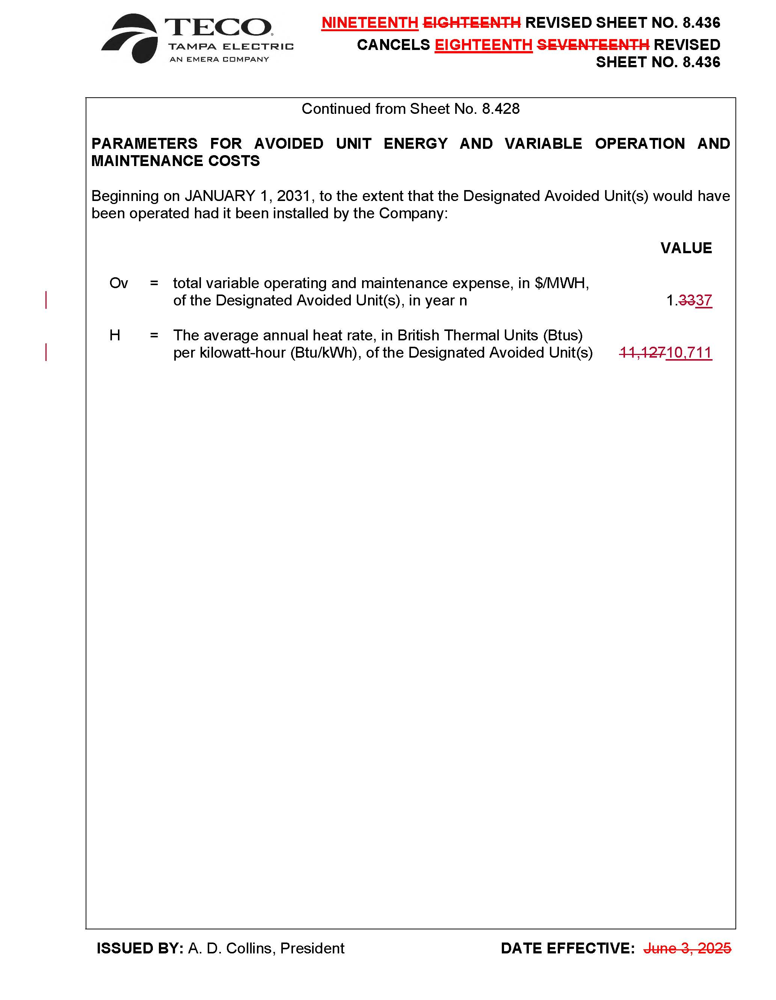 TECO®
TAMPA ELECTRIC
AN EMERA COMPANY
NINETEENTH EIGHTEENTH REVISED SHEET NO. 8.436
CANCELS EIGHTEENTH SEVENTEENTH REVISED
SHEET NO. 8.436
Continued from Sheet No. 8.428
PARAMETERS FOR AVOIDED UNIT ENERGY AND VARIABLE OPERATION AND
MAINTENANCE COSTS
Beginning on JANUARY 1, 2031, to the extent that the Designated Avoided Unit(s) would have
been operated had it been installed by the Company:
VALUE
Ov = total variable operating and maintenance expense, in $/MWH,
of the Designated Avoided Unit(s), in year n 1.3337
H = The average annual heat rate, in British Thermal Units (Btus)
per kilowatt-hour (Btu/kWh), of the Designated Avoided Unit(s) 11,12710,711
ISSUED BY: A. D. Collins, President DATE EFFECTIVE: June 3, 2025